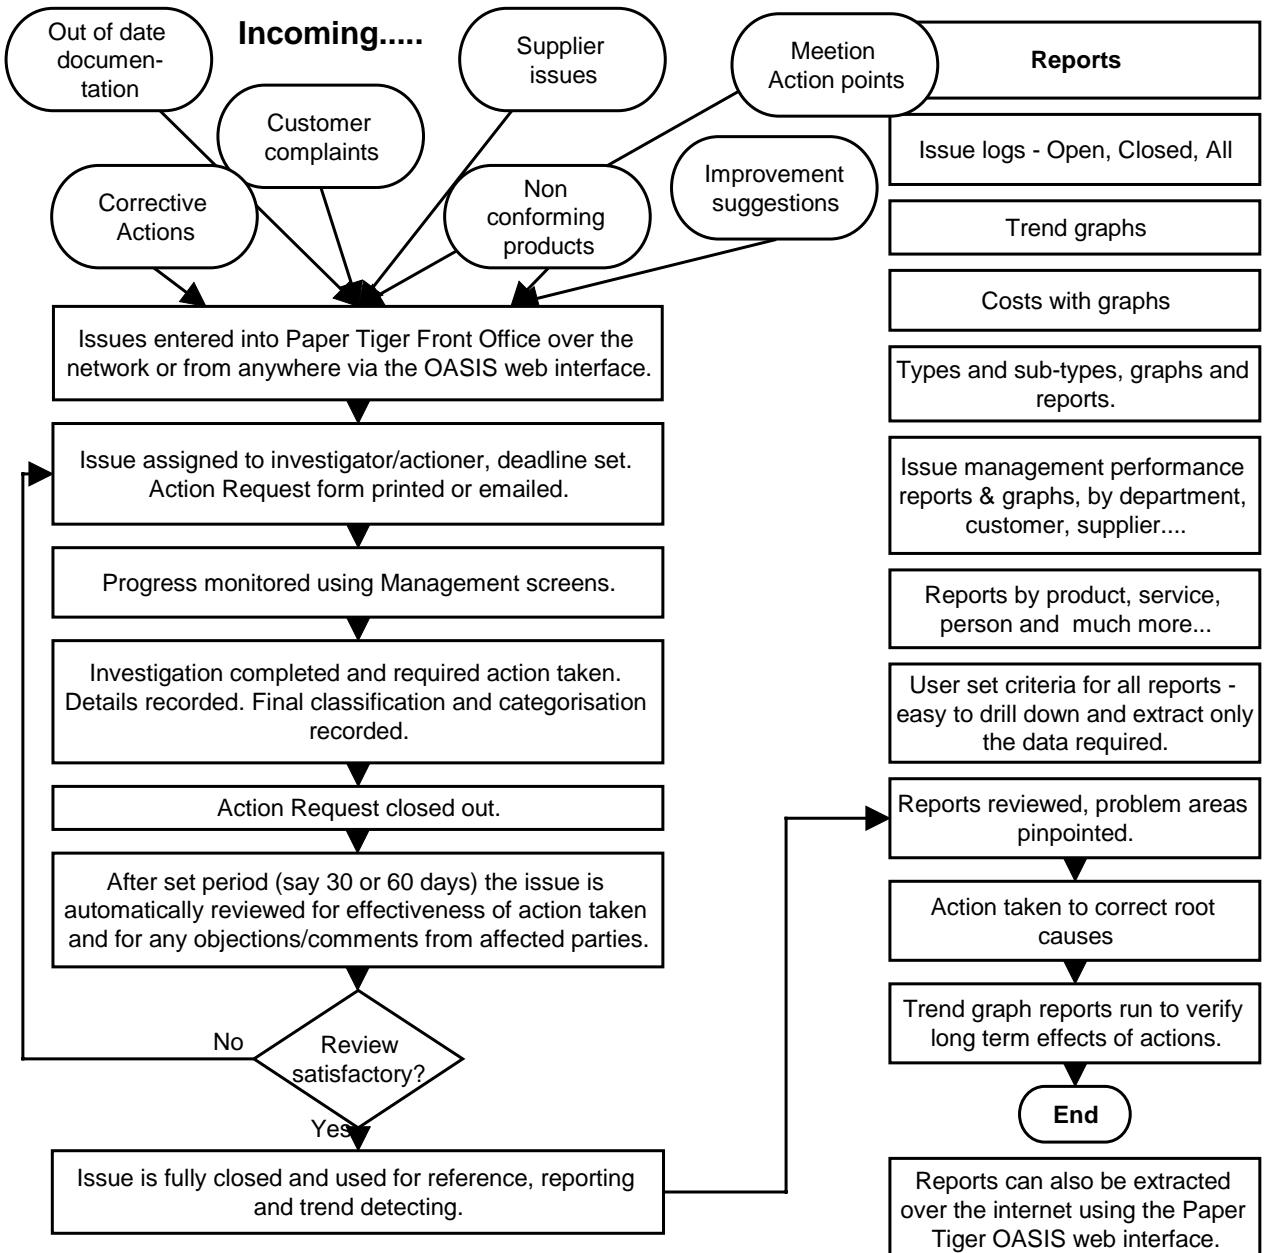 Incoming.....
Out of date
documen-
tation
Customer
complaints
Supplier
issues
Meetion
Action points
Corrective
Actions
Non
conforming
products
Improvement
suggestions
Issues entered into Paper Tiger Front Office over the
network or from anywhere via the OASIS web interface.
Issue assigned to investigator/actioner, deadline set.
Action Request form printed or emailed.
Progress monitored using Management screens.
Investigation completed and required action taken.
Details recorded. Final classification and categorisation
recorded.
Action Request closed out.
After set period (say 30 or 60 days) the issue is
automatically reviewed for effectiveness of action taken
and for any objections/comments from affected parties.
No
Review
satisfactory?
Yes
Issue is fully closed and used for reference, reporting
and trend detecting.
Reports
Issue logs - Open, Closed, All
Trend graphs
Costs with graphs
Types and sub-types, graphs and
reports.
Issue management performance
reports & graphs, by department,
customer, supplier....
Reports by product, service,
person and  much more...
User set criteria for all reports -
easy to drill down and extract only
the data required.
Reports reviewed, problem areas
pinpointed.
Action taken to correct root
causes
Trend graph reports run to verify
long term effects of actions.
End
Reports can also be extracted
over the internet using the Paper
Tiger OASIS web interface.